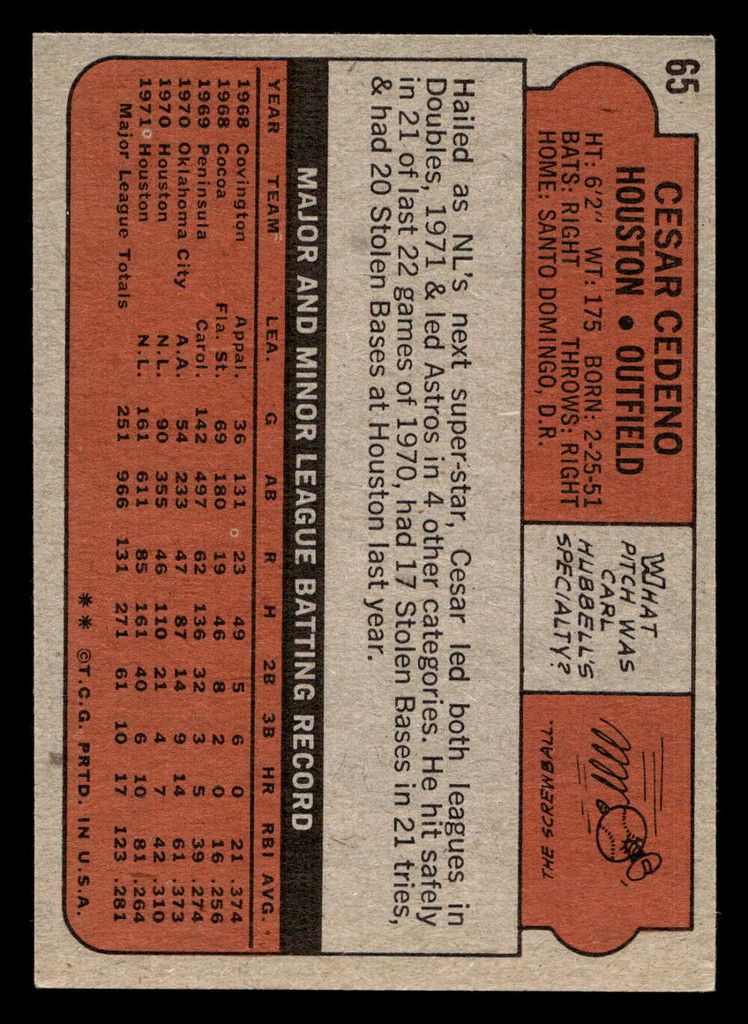 65
CESAR CEDENO
HOUSTON • OUTFIELD
HT: 6'2" WT: 175 BORN: 2-25-51
BATS: RIGHT THROWS: RIGHT
HOME: SANTO DOMINGO, D.R.
WHAT
PITCH WAS
CARL
HUBBELL'S
SPECIALTY?
THE SCREWBALL.
Hailed as NL's next super-star, Cesar led both leagues in
Doubles, 1971 & led Astros in 4 other categories. He hit safely
in 21 of last 22 games of 1970, had 17 Stolen Bases in 21 tries,
& had 20 Stolen Bases at Houston last year.
MAJOR AND MINOR LEAGUE BATTING RECORD
YEAR TEAM LEA. G AB R H 2B 3B HR RBI AVG.
1968 Covington Appal. 36 131 23 49 5 6 0 21 .374
1968 Cocoa Fla. St. 69 180 19 46 8 2 0 16 .256
1969 Peninsula Carol. 142 497 62 136 32 3 5 39 .274
1970 Oklahoma City A.A. 54 233 47 87 14 9 14 61 .373
1970 Houston N.L. 90 355 46 110 21 4 7 42 .310
1971 Houston N.L. 161 611 85 161 40 6 10 81 .264
Major League Totals 251 966 131 271 61 10 17 123 .281
** ©T.C.G. PRTD. IN U.S.A.